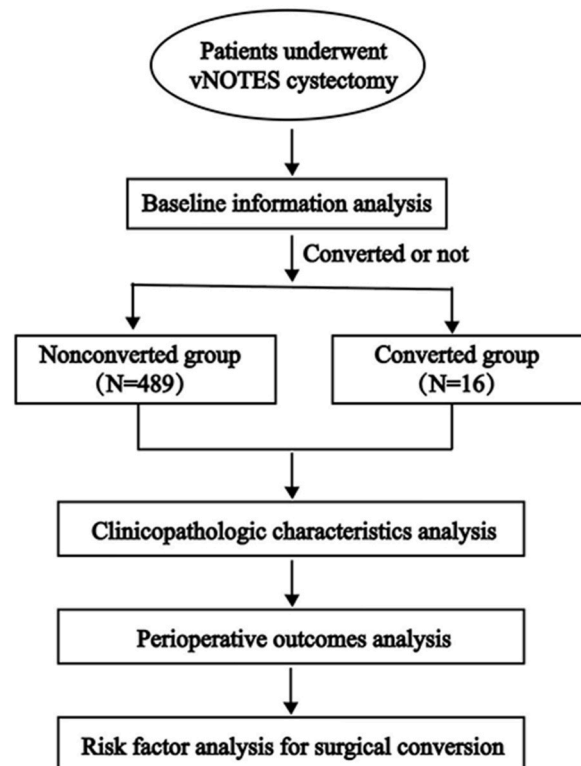 Patients underwent
vNOTES cystectomy
Baseline information analysis
Converted or not
Nonconverted group
(N=489)
Converted group
(N=16)
Clinicopathologic characteristics analysis
Perioperative outcomes analysis
Risk factor analysis for surgical conversion